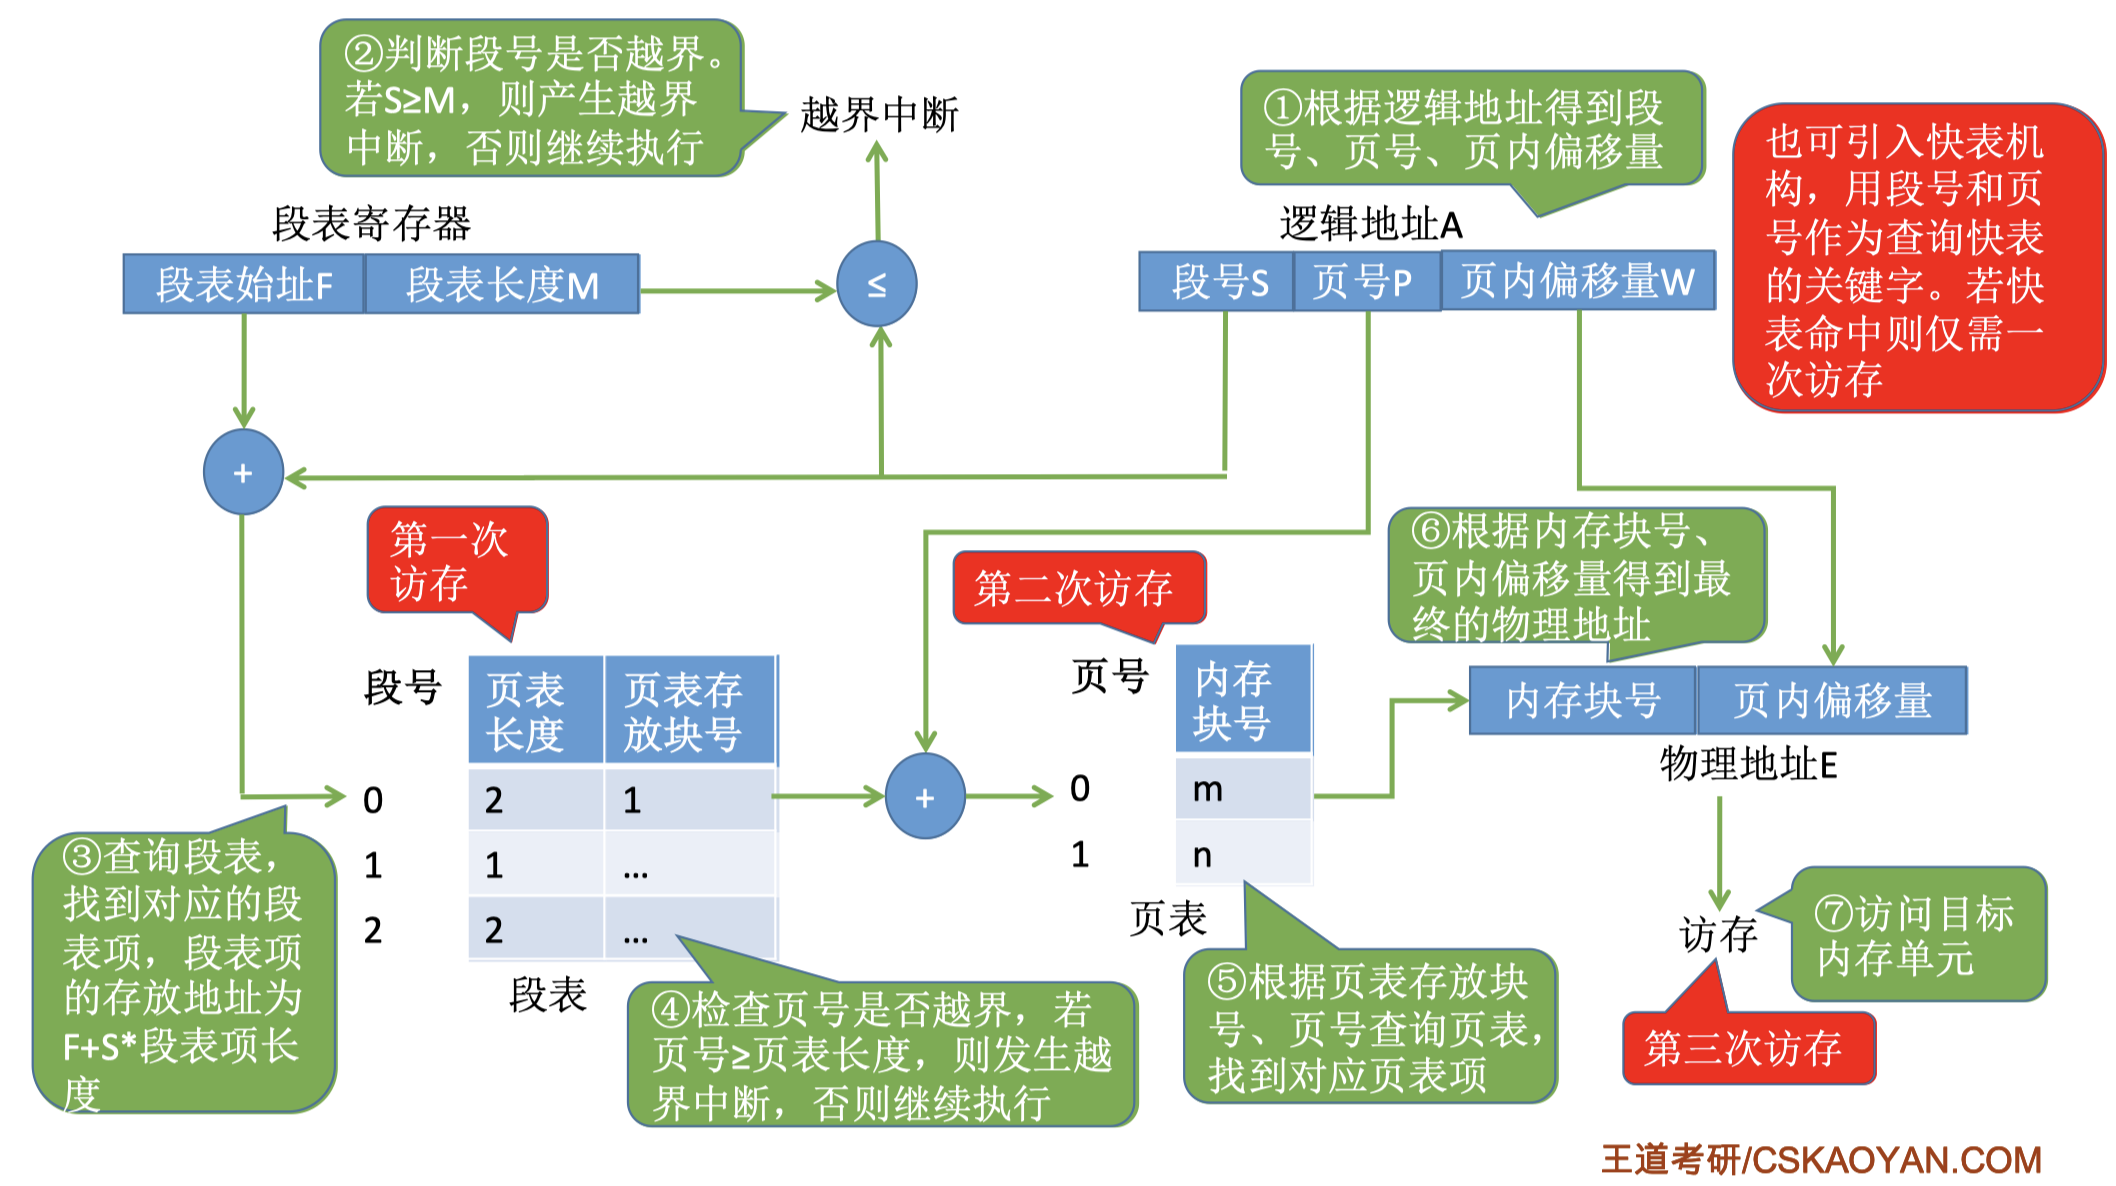 ②判断段号是否越界。
若S≥M，则产生越界
中断，否则继续执行
越界中断
①根据逻辑地址得到段
号、页号、页内偏移量
也可引入快表机
构，用段号和页
号作为查询快表
的关键字。若快
表命中则仅需一
次访存
段表寄存器
段表始址F
段表长度M
≤
逻辑地址A
段号S
页号P
页内偏移量W
+
第一次
访存
第二次访存
⑥根据内存块号、
页内偏移量得到最
终的物理地址
段号
页表
长度
页表存
放块号
0
2
1
1
1
...
2
2
...
段表
+
页号
内存
块号
0
m
1
n
页表
内存块号
页内偏移量
物理地址E
访存
③查询段表，
找到对应的段
表项，段表项
的存放地址为
F+S*段表项长
度
④检查页号是否越界，若
页号≥页表长度，则发生越
界中断，否则继续执行
⑤根据页表存放块
号、页号查询页表，
找到对应页表项
⑦访问目标
内存单元
第三次访存
王道考研/CSKAOYAN.COM